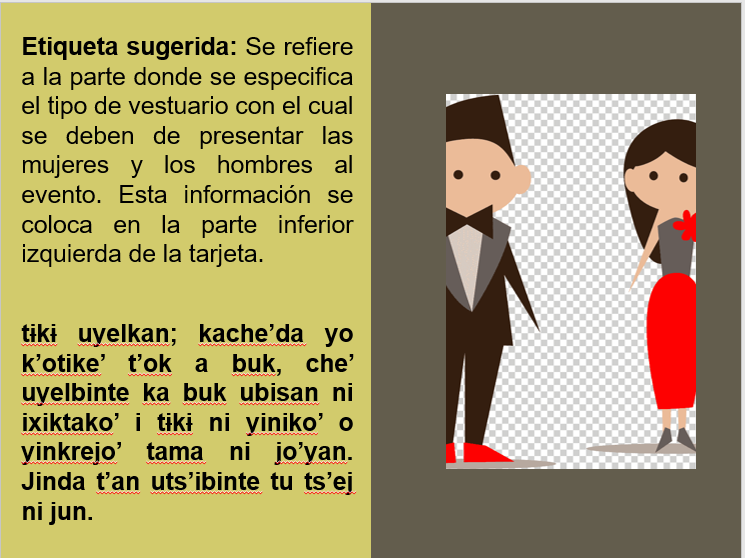 Etiqueta sugerida: Se refiere
a la parte donde se especifica
el tipo de vestuario con el cual
se deben de presentar las
mujeres y los hombres al
evento. Esta información se
coloca en la parte inferior
izquierda de la tarjeta.
tɨkɨ uyelkan; kache’da yo
k’otike’ t’ok a buk, che’
uyelbinte ka buk ubisan ni
ixiktako’ i tɨkɨ ni yiniko’ o
yinkrejo’ tama ni jo’yan.
Jinda t’an uts’ibinte tu ts’ej
ni jun.